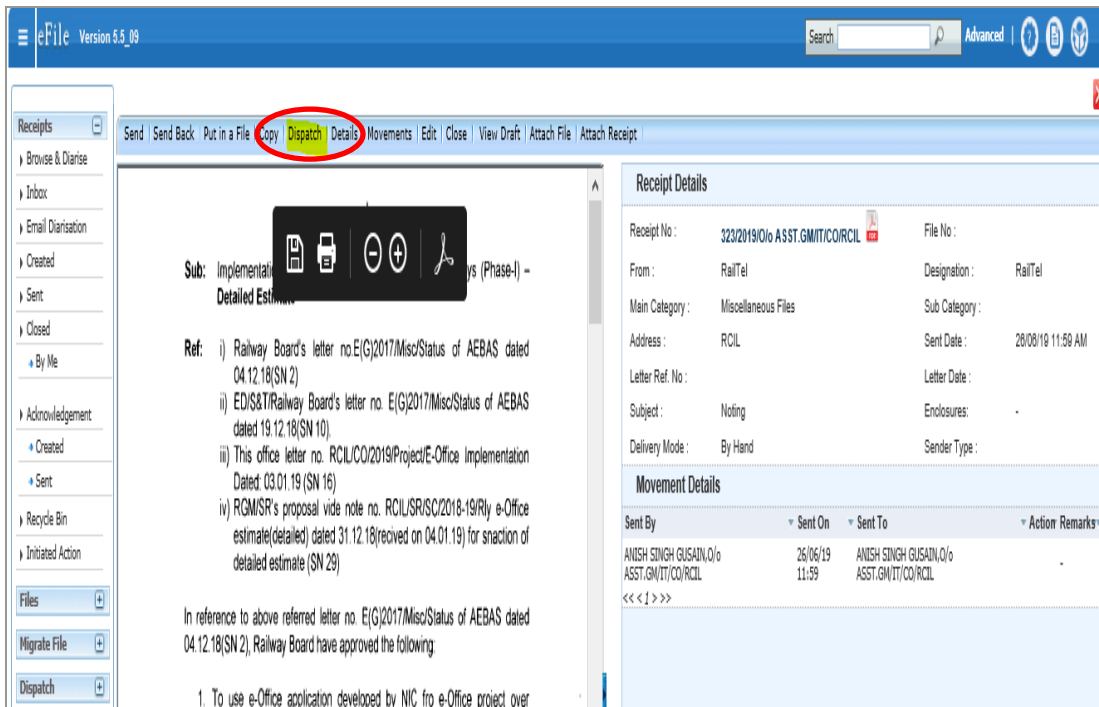 eFile Version 5.5_09
Search
Advanced
Receipts
Browse & Diarise
Inbox
Email Diarisation
Created
Sent
Closed
By Me
Acknowledgement
Created
Sent
Recycle Bin
Initiated Action
Files
Migrate File
Dispatch
Send | Send Back | Put in a File | Copy | Dispatch | Details | Movements | Edit | Close | View Draft | Attach File | Attach Receipt
Sub: Implementati ys (Phase-I) –
Detailed Estimate
Ref: i) Railway Board's letter no.E(G)2017/Misc/Status of AEBAS dated
04.12.18(SN 2)
ii) ED/S&T/Railway Board's letter no. E(G)2017/Misc/Status of AEBAS
dated 19.12.18(SN 10).
iii) This office letter no. RCIL/CO/2019/Project/E-Office Implementation
Dated: 03.01.19 (SN 16)
iv) RGM/SR's proposal vide note no. RCIL/SR/SC/2018-19/Rly e-Office
estimate(detailed) dated 31.12.18(recived on 04.01.19) for snaction of
detailed estimate (SN 29)
In reference to above referred letter no. E(G)2017/Misc/Status of AEBAS dated
04.12.18(SN 2), Railway Board have approved the following;
1. To use e-Office application developed by NIC fro e-Office project over
Receipt Details
Receipt No : 323/2019/O/o ASST.GM/IT/CO/RCIL File No :
From : RailTel Designation : RailTel
Main Category : Miscellaneous Files Sub Category :
Address : RCIL Sent Date : 26/06/19 11:59 AM
Letter Ref. No : Letter Date :
Subject : Noting Enclosures: -
Delivery Mode : By Hand Sender Type :
Movement Details
Sent By Sent On Sent To Action Remarks
ANISH SINGH GUSAIN,O/o 26/06/19 ANISH SINGH GUSAIN,O/o -
ASST.GM/IT/CO/RCIL 11:59 ASST.GM/IT/CO/RCIL
<< < 1 > >>